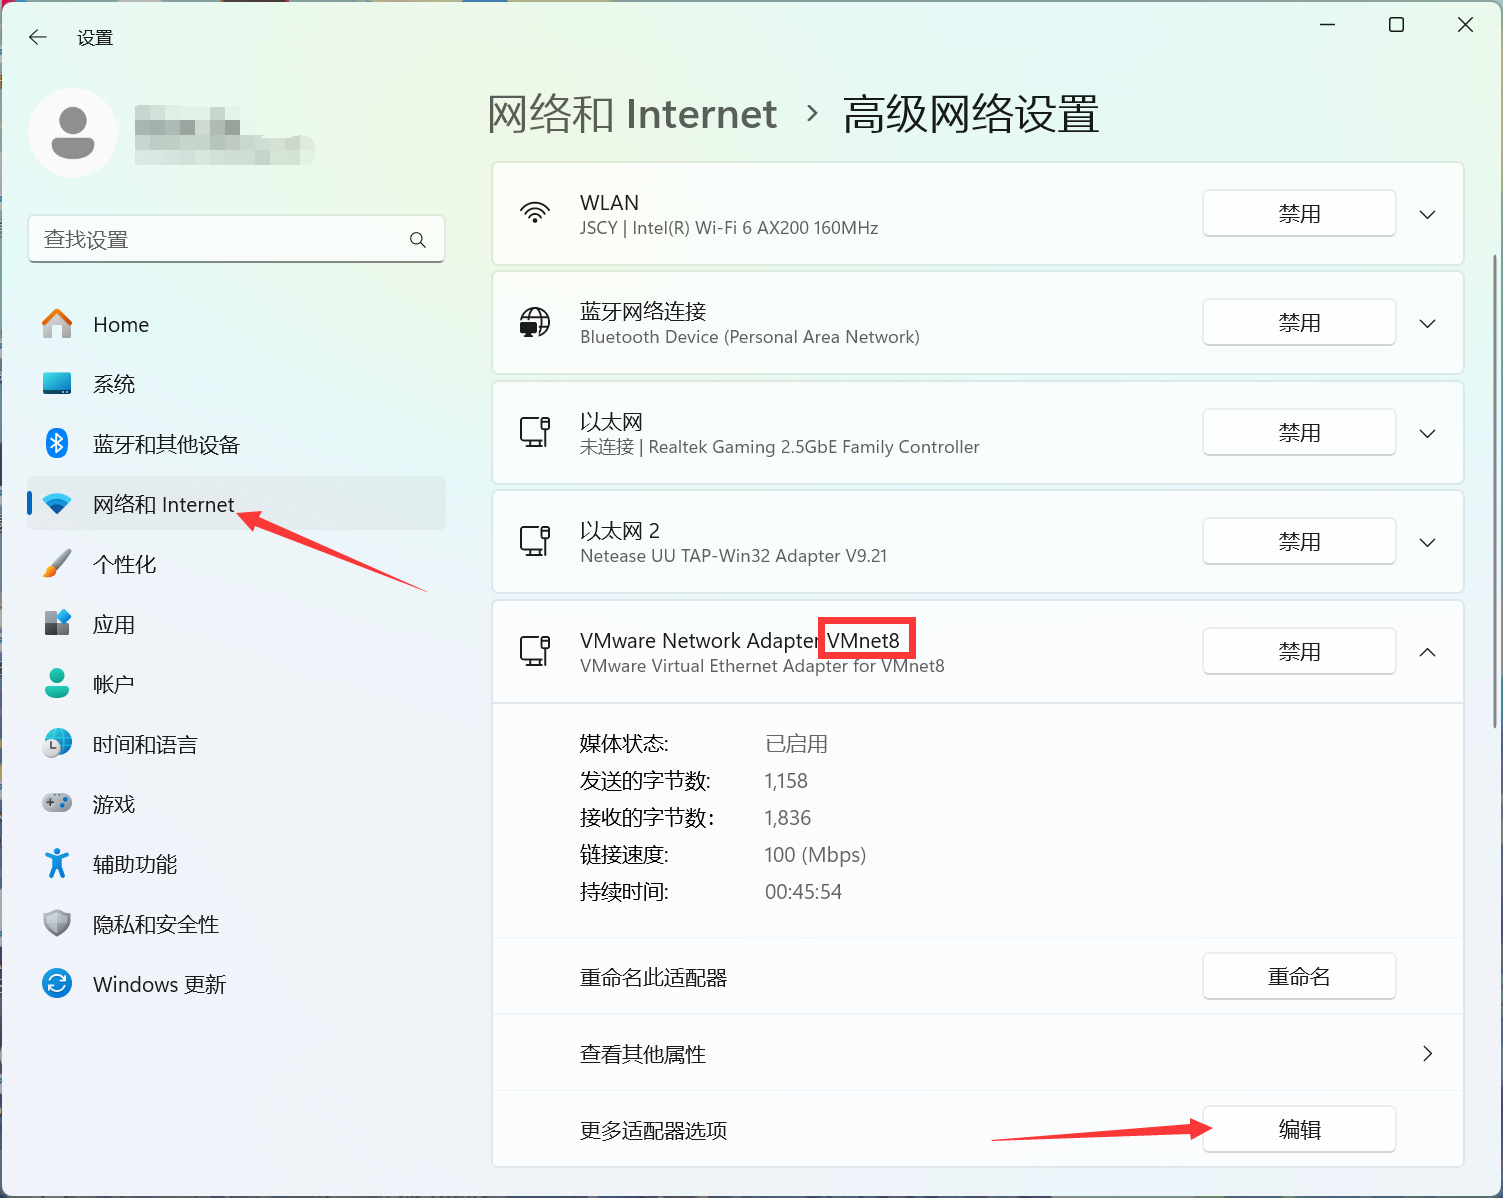 设置
网络和 Internet › 高级网络设置
查找设置
Home
系统
蓝牙和其他设备
网络和 Internet
个性化
应用
帐户
时间和语言
游戏
辅助功能
隐私和安全性
Windows 更新
WLAN
JSCY | Intel(R) Wi-Fi 6 AX200 160MHz
禁用
蓝牙网络连接
Bluetooth Device (Personal Area Network)
禁用
以太网
未连接 | Realtek Gaming 2.5GbE Family Controller
禁用
以太网 2
Netease UU TAP-Win32 Adapter V9.21
禁用
VMware Network Adapter VMnet8
VMware Virtual Ethernet Adapter for VMnet8
禁用
媒体状态: 已启用
发送的字节数: 1,158
接收的字节数: 1,836
链接速度: 100 (Mbps)
持续时间: 00:45:54
重命名此适配器 重命名
查看其他属性
更多适配器选项 编辑